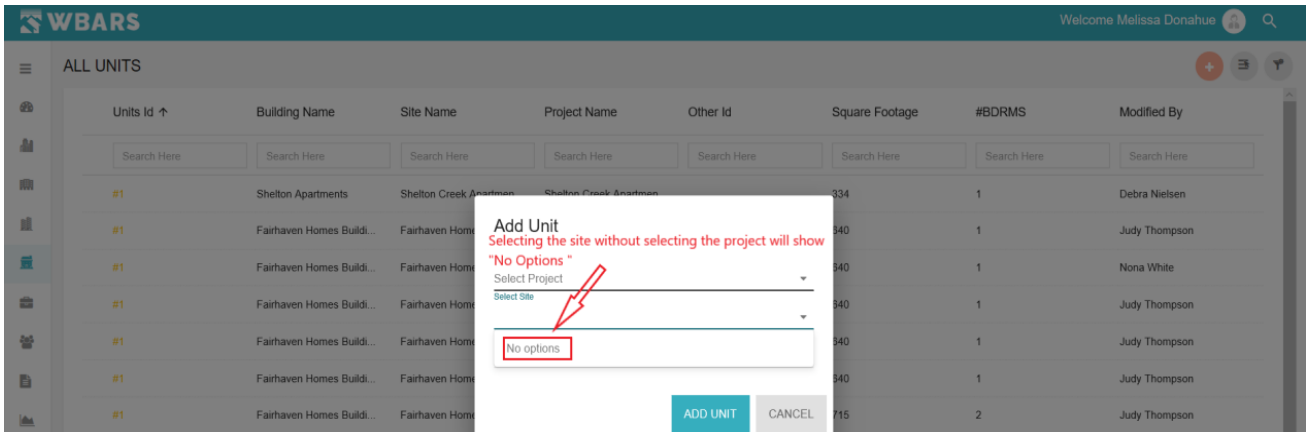 WBARS
Welcome Melissa Donahue
ALL UNITS
Units Id ↑ Building Name Site Name Project Name Other Id Square Footage #BDRMS Modified By
Search Here Search Here Search Here Search Here Search Here Search Here Search Here Search Here
#1 Shelton Apartments Shelton Creek Apartmen Shelton Creek Apartmen 334 1 Debra Nielsen
#1 Fairhaven Homes Buildi... Fairhaven Home 640 1 Judy Thompson
#1 Fairhaven Homes Buildi... Fairhaven Home 640 1 Nona White
#1 Fairhaven Homes Buildi... Fairhaven Home 640 1 Judy Thompson
#1 Fairhaven Homes Buildi... Fairhaven Home 640 1 Judy Thompson
#1 Fairhaven Homes Buildi... Fairhaven Home 640 1 Judy Thompson
#1 Fairhaven Homes Buildi... Fairhaven Home 715 2 Judy Thompson
Add Unit
Selecting the site without selecting the project will show
"No Options "
Select Project
Select Site
No options
ADD UNIT CANCEL